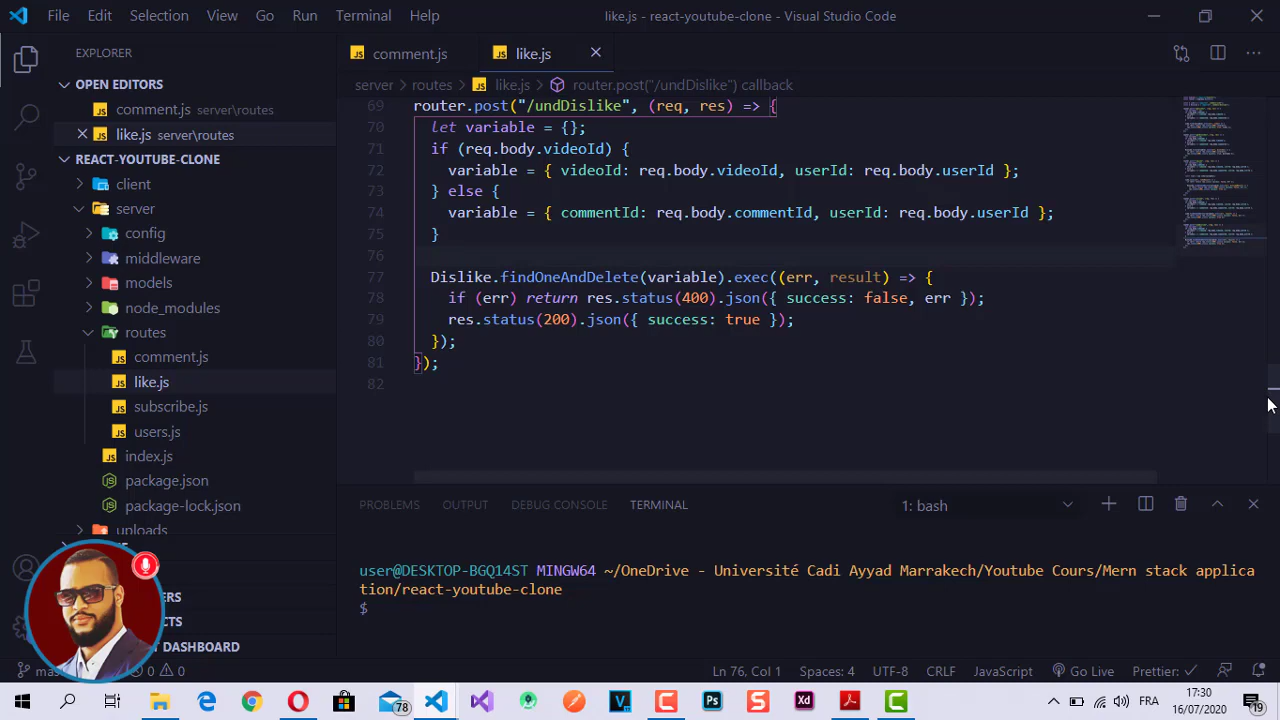 File Edit Selection View Go Run Terminal Help like.js - react-youtube-clone - Visual Studio Code
EXPLORER
OPEN EDITORS
comment.js server\routes
like.js server\routes
REACT-YOUTUBE-CLONE
client
server
config
middleware
models
node_modules
routes
comment.js
like.js
subscribe.js
users.js
index.js
package.json
package-lock.json
uploads
DASHBOARD
comment.js like.js
server > routes > like.js > router.post("/undDislike") callback
69 router.post("/undDislike", (req, res) => {
70 let variable = {};
71 if (req.body.videoId) {
72 variable = { videoId: req.body.videoId, userId: req.body.userId };
73 } else {
74 variable = { commentId: req.body.commentId, userId: req.body.userId };
75 }
76
77 Dislike.findOneAndDelete(variable).exec((err, result) => {
78 if (err) return res.status(400).json({ success: false, err });
79 res.status(200).json({ success: true });
80 });
81 });
82
PROBLEMS OUTPUT DEBUG CONSOLE TERMINAL 1: bash
user@DESKTOP-BGQ14ST MINGW64 ~/OneDrive - Université Cadi Ayyad Marrakech/Youtube Cours/Mern stack applica
tion/react-youtube-clone
$
0 0 Ln 76, Col 1 Spaces: 4 UTF-8 CRLF JavaScript Go Live Prettier: ✓
78 Ps S Xd FRA 17:30
16/07/2020 19